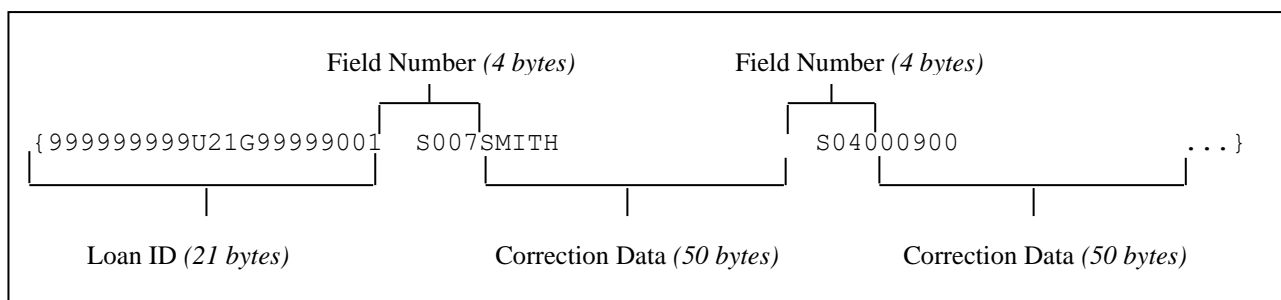 Field Number (4 bytes) Field Number (4 bytes)
{999999999U21G99999001 S007SMITH S04000900 ...}
Loan ID (21 bytes) Correction Data (50 bytes) Correction Data (50 bytes)